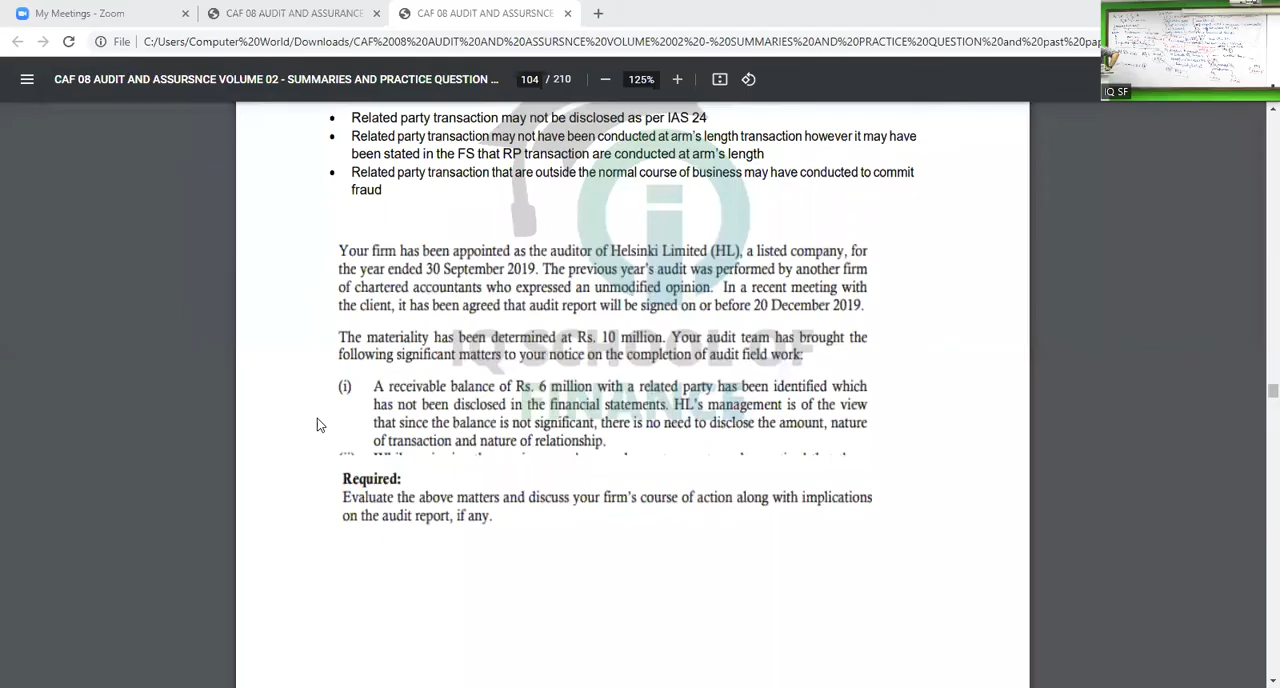 My Meetings - Zoom
CAF 08 AUDIT AND ASSURANCE
CAF 08 AUDIT AND ASSURSNCE
File
C:/Users/Computer%20World/Downloads/CAF%2008%
SURSNCE%20VOLUME%2002%20-%20SUMMARIES%20AND%20PRACTICE%20QUESTION%20and%20past%20pap
CAF 08 AUDIT AND ASSURSNCE VOLUME 02 - SUMMARIES AND PRACTICE QUESTION ...
104 / 210
125%
IQ SF
• Related party transaction may not be disclosed as per IAS 24
• Related party transaction may not have been conducted at arm's length transaction however it may have
been stated in the FS that RP transaction are conducted at arm's length
• Related party transaction that are outside the normal course of business may have conducted to commit
fraud
Your firm has been appointed as the auditor of Helsinki Limited (HL), a listed company, for
the year ended 30 September 2019. The previous year's audit was performed by another firm
of chartered accountants who expressed an unmodified opinion. In a recent meeting with
the client, it has been agreed that audit report will be signed on or before 20 December 2019.
The materiality has been determined at Rs. 10 million. Your audit team has brought the
following significant matters to your notice on the completion of audit field work:
IQ SCHOOL OF
FINANCE
(i) A receivable balance of Rs. 6 million with a related party has been identified which
has not been disclosed in the financial statements. HL's management is of the view
that since the balance is not significant, there is no need to disclose the amount, nature
of transaction and nature of relationship.
Required:
Evaluate the above matters and discuss your firm's course of action along with implications
on the audit report, if any.